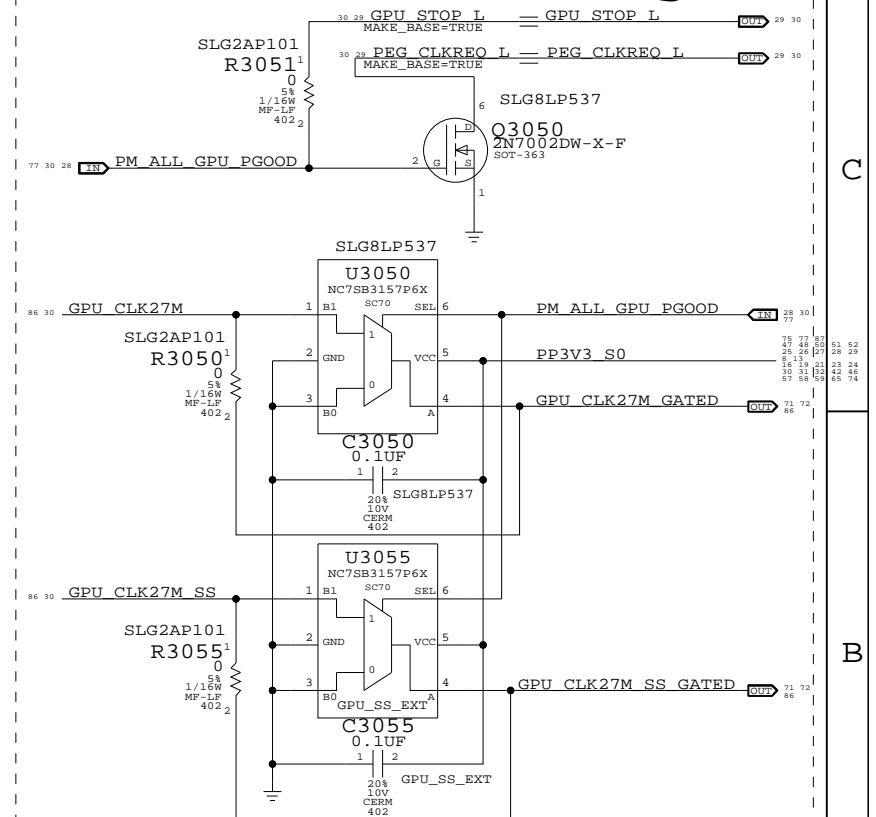 30 29 GPU_STOP_L GPU_STOP_L OUT 29 30
MAKE_BASE=TRUE
SLG2AP101
R3051
1
0
5%
1/16W
MF-LF
402
2
30 29 PEG_CLKREQ_L PEG_CLKREQ_L OUT 29 30
MAKE_BASE=TRUE
6 SLG8LP537
D
Q3050
2N7002DW-X-F
SOT-363
77 30 28 IN PM_ALL_GPU_PGOOD 2 G S
1
C
SLG8LP537
U3050
NC7SB3157P6X
SC70
86 30 GPU_CLK27M 1 B1 SEL 6 PM_ALL_GPU_PGOOD IN 28 30
77
1
SLG2AP101
R3050
1
0
5%
1/16W
MF-LF
402
2
2 GND VCC 5 PP3V3_S0
75 77 87
47 48 50 51 52
25 26 27 28 29
8 13
16 19 21 23 24
30 31 32 42 46
57 58 59 65 74
0
3 B0 A 4 GPU_CLK27M_GATED OUT 71 72
86
C3050
0.1UF
1 2
SLG8LP537
20%
10V
CERM
402
U3055
NC7SB3157P6X
SC70
86 30 GPU_CLK27M_SS 1 B1 SEL 6
1
SLG2AP101
R3055
1
0
5%
1/16W
MF-LF
402
2
2 GND VCC 5
B
0
3 B0 A 4 GPU_CLK27M_SS_GATED OUT 71 72
86
GPU_SS_EXT
C3055
0.1UF
1 2
GPU_SS_EXT
20%
10V
CERM
402